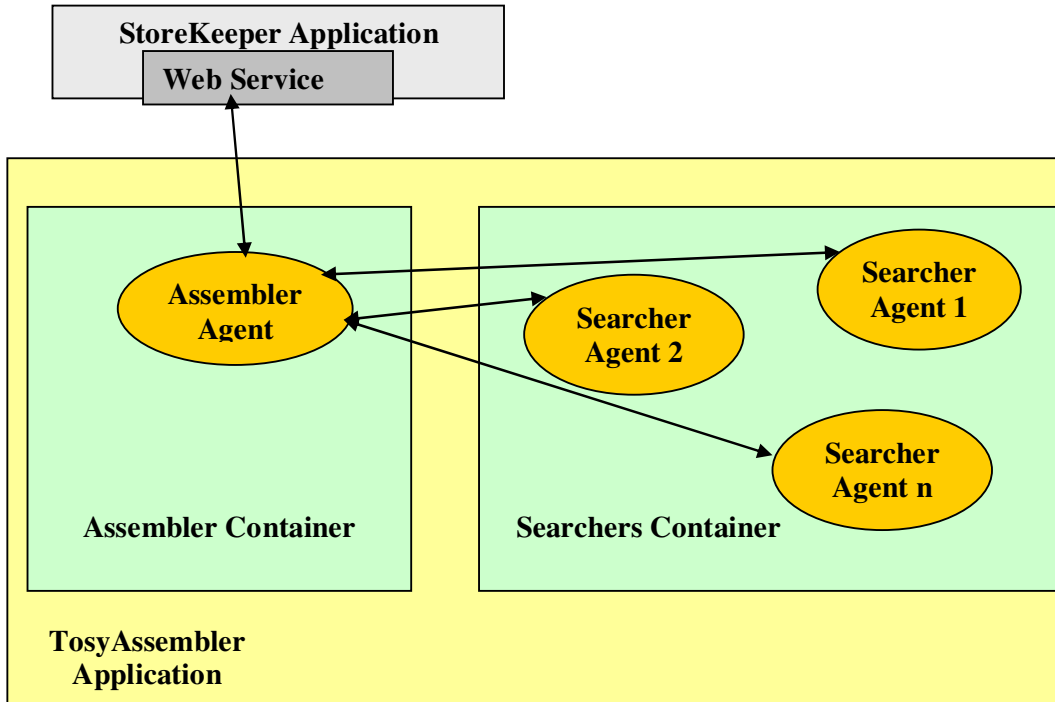 StoreKeeper Application
Web Service
Assembler
Agent
Searcher
Agent 1
Searcher
Agent 2
Searcher
Agent n
Assembler Container
Searchers Container
TosyAssembler
Application